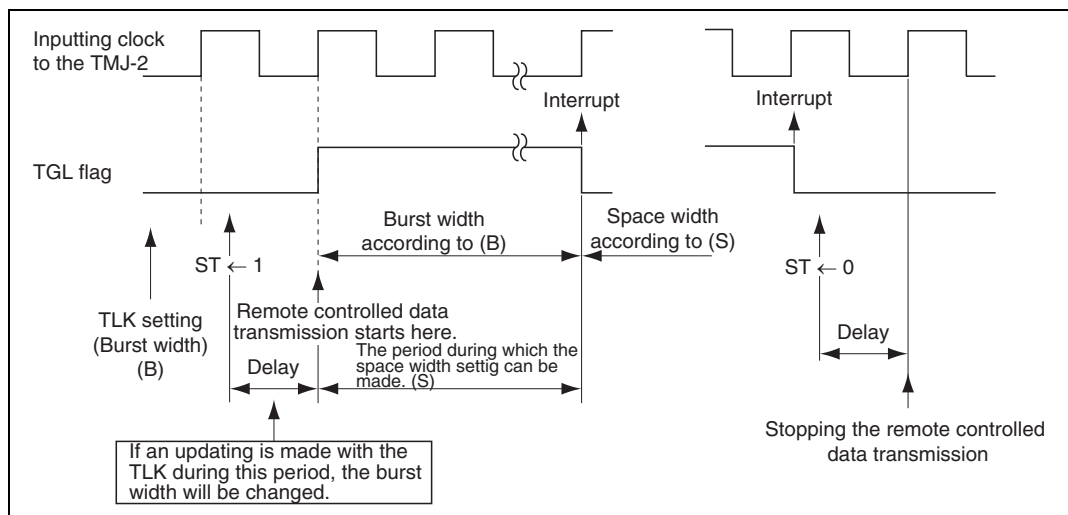 Inputting clock
to the TMJ-2
Interrupt
Interrupt
TGL flag
Burst width
according to (B)
Space width
according to (S)
ST ← 1
ST ← 0
TLK setting
(Burst width)
(B)
Remote controlled data
transmission starts here.
Delay
The period during which the
space width settig can be
made. (S)
Delay
If an updating is made with the
TLK during this period, the burst
width will be changed.
Stopping the remote controlled
data transmission